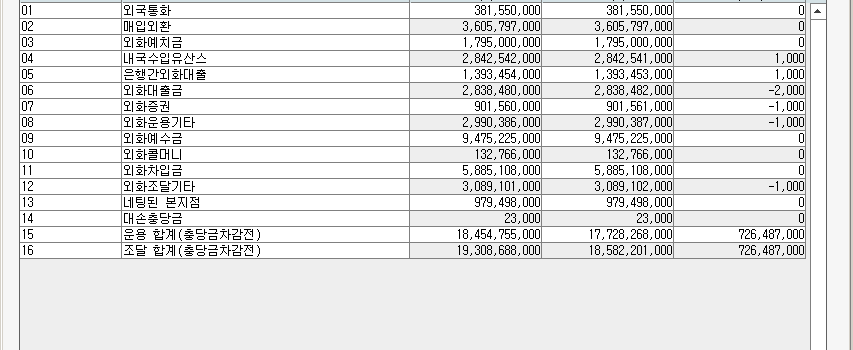 01 외국통화 381,550,000 381,550,000 0
02 매입외환 3,605,797,000 3,605,797,000 0
03 외화예치금 1,795,000,000 1,795,000,000 0
04 내국수입유산스 2,842,542,000 2,842,541,000 1,000
05 은행간외화대출 1,393,454,000 1,393,453,000 1,000
06 외화대출금 2,838,480,000 2,838,482,000 -2,000
07 외화증권 901,560,000 901,561,000 -1,000
08 외화운용기타 2,990,386,000 2,990,387,000 -1,000
09 외화예수금 9,475,225,000 9,475,225,000 0
10 외화콜머니 132,766,000 132,766,000 0
11 외화차입금 5,885,108,000 5,885,108,000 0
12 외화조달기타 3,089,101,000 3,089,102,000 -1,000
13 네팅된 본지점 979,498,000 979,498,000 0
14 대손충당금 23,000 23,000 0
15 운용 합계(충당금차감전) 18,454,755,000 17,728,268,000 726,487,000
16 조달 합계(충당금차감전) 19,308,688,000 18,582,201,000 726,487,000